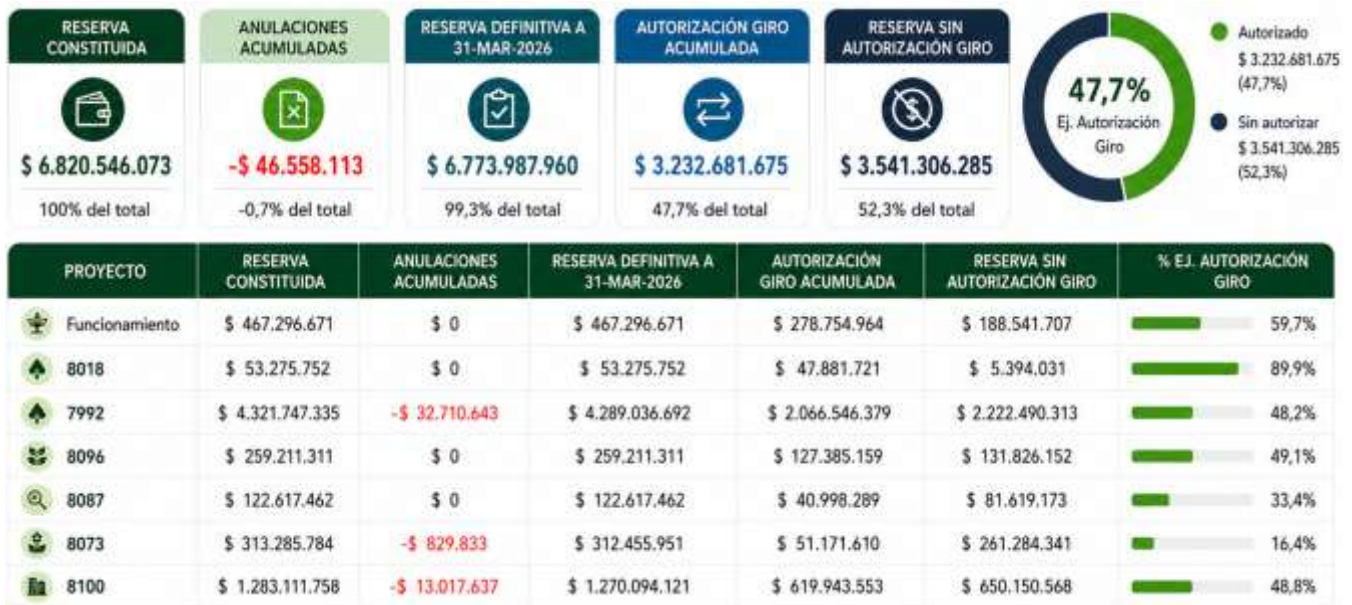 RESERVA
CONSTITUIDA
$ 6.820.546.073
100% del total
ANULACIONES
ACUMULADAS
-$ 46.558.113
-0,7% del total
RESERVA DEFINITIVA A
31-MAR-2026
$ 6.773.987.960
99,3% del total
AUTORIZACIÓN GIRO
ACUMULADA
$ 3.232.681.675
47,7% del total
RESERVA SIN
AUTORIZACIÓN GIRO
$ 3.541.306.285
52,3% del total
47,7%
Ej. Autorización
Giro
Autorizado
$ 3.232.681.675
(47,7%)
Sin autorizar
$ 3.541.306.285
(52,3%)
PROYECTO RESERVA CONSTITUIDA ANULACIONES ACUMULADAS RESERVA DEFINITIVA A 31-MAR-2026 AUTORIZACIÓN GIRO ACUMULADA RESERVA SIN AUTORIZACIÓN GIRO % EJ. AUTORIZACIÓN GIRO
Funcionamiento $ 467.296.671 $ 0 $ 467.296.671 $ 278.754.964 $ 188.541.707 59,7%
8018 $ 53.275.752 $ 0 $ 53.275.752 $ 47.881.721 $ 5.394.031 89,9%
7992 $ 4.321.747.335 -$ 32.710.643 $ 4.289.036.692 $ 2.066.546.379 $ 2.222.490.313 48,2%
8096 $ 259.211.311 $ 0 $ 259.211.311 $ 127.385.159 $ 131.826.152 49,1%
8087 $ 122.617.462 $ 0 $ 122.617.462 $ 40.998.289 $ 81.619.173 33,4%
8073 $ 313.285.784 -$ 829.833 $ 312.455.951 $ 51.171.610 $ 261.284.341 16,4%
8100 $ 1.283.111.758 -$ 13.017.637 $ 1.270.094.121 $ 619.943.553 $ 650.150.568 48,8%